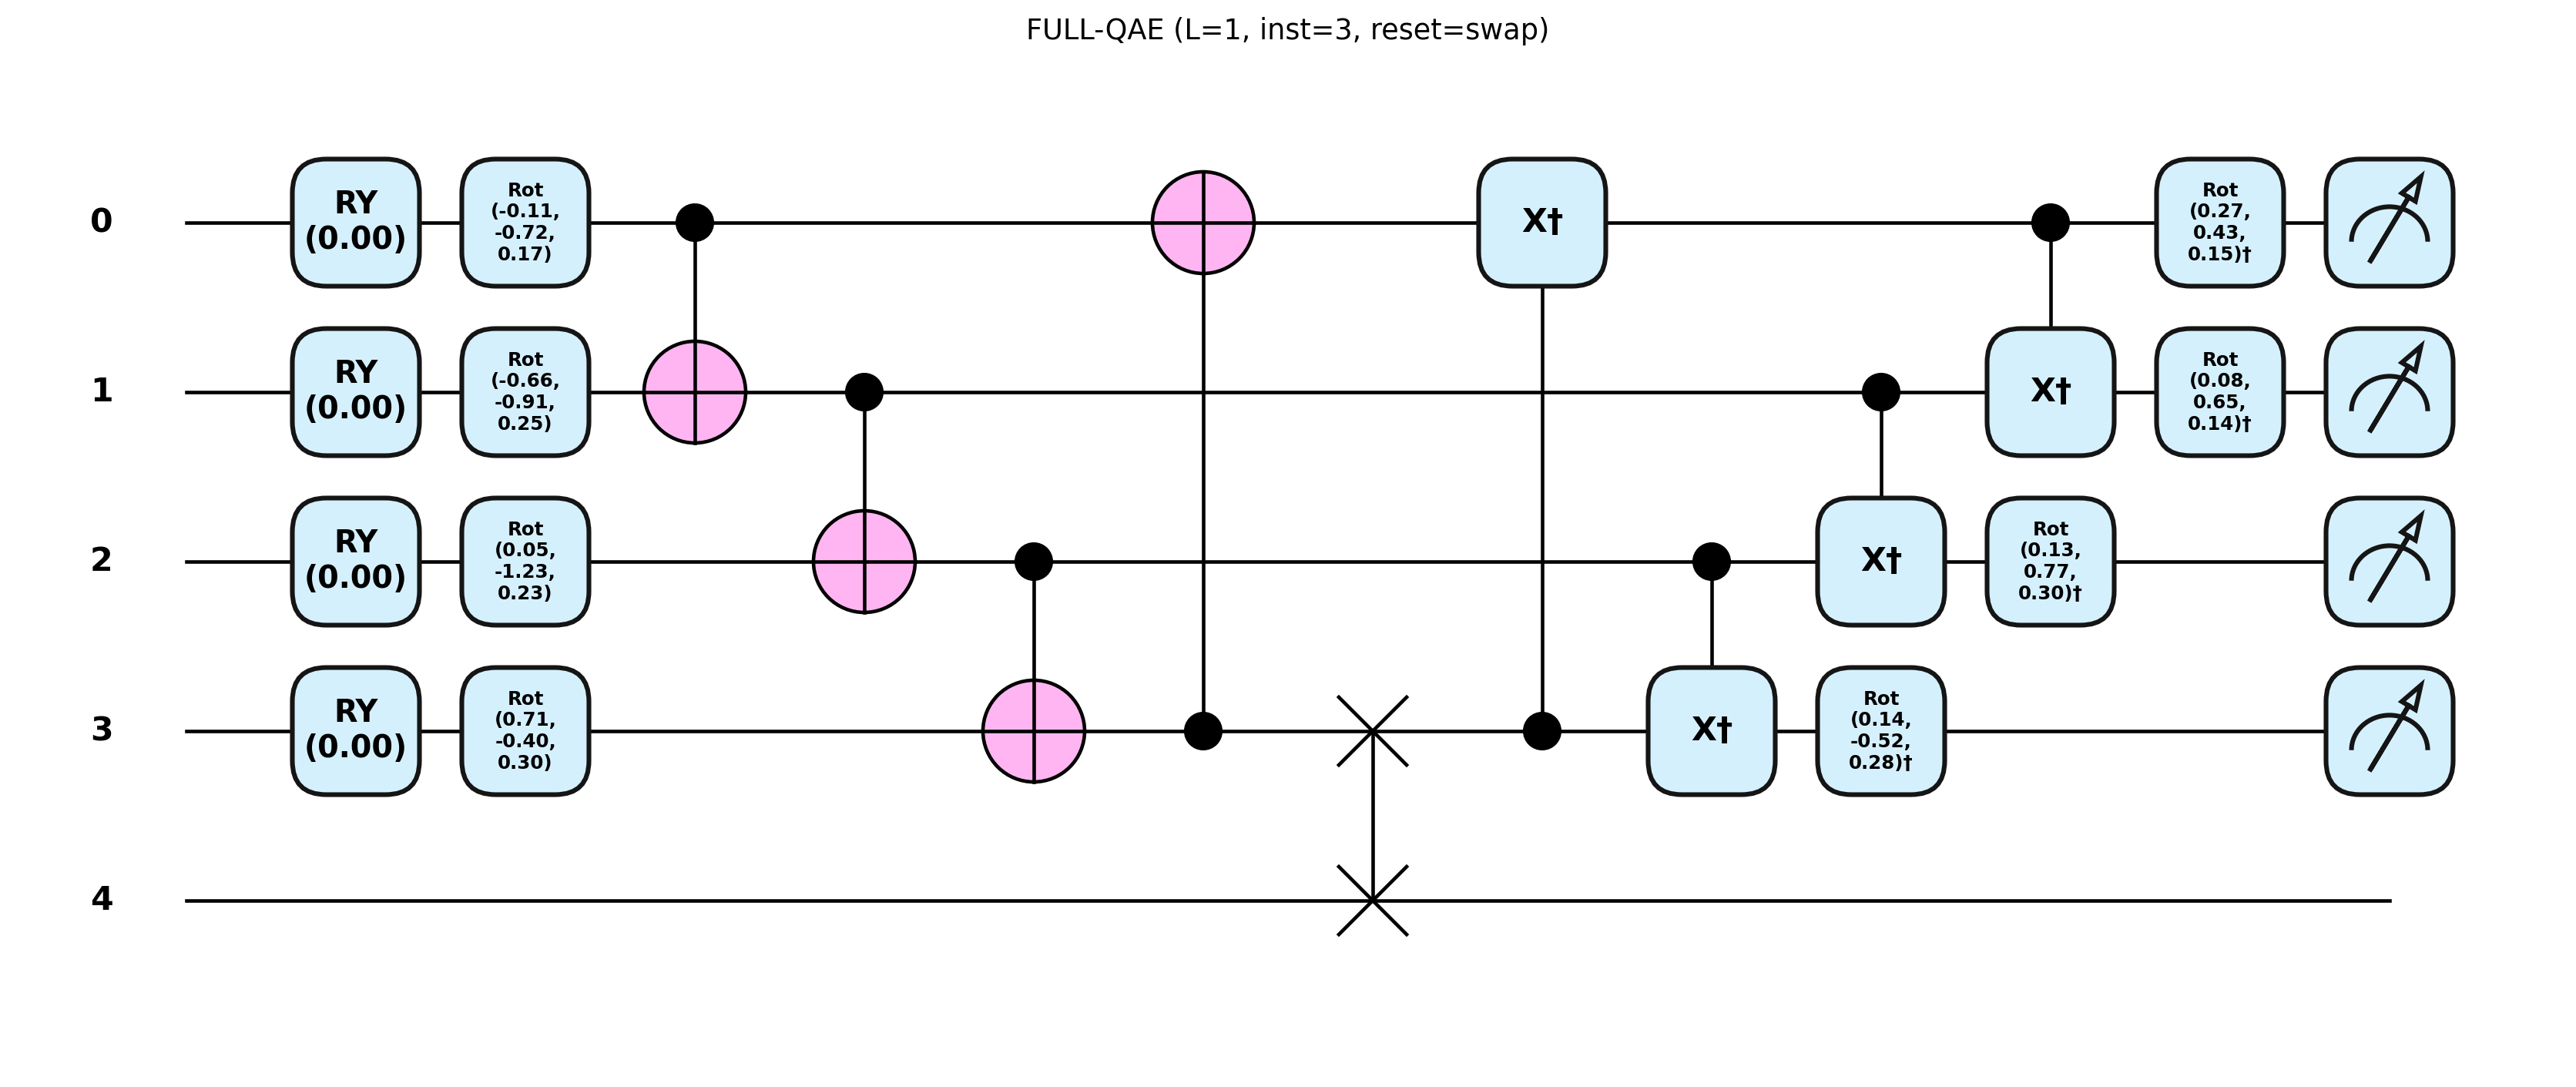 FULL-QAE (L=1, inst=3, reset=swap)
0
RY
(0.00)
Rot
(-0.11,
-0.72,
0.17)
X†
Rot
(0.27,
0.43,
0.15)†
1
RY
(0.00)
Rot
(-0.66,
-0.91,
0.25)
X†
Rot
(0.08,
0.65,
0.14)†
2
RY
(0.00)
Rot
(0.05,
-1.23,
0.23)
X†
Rot
(0.13,
0.77,
0.30)†
3
RY
(0.00)
Rot
(0.71,
-0.40,
0.30)
X†
Rot
(0.14,
-0.52,
0.28)†
4